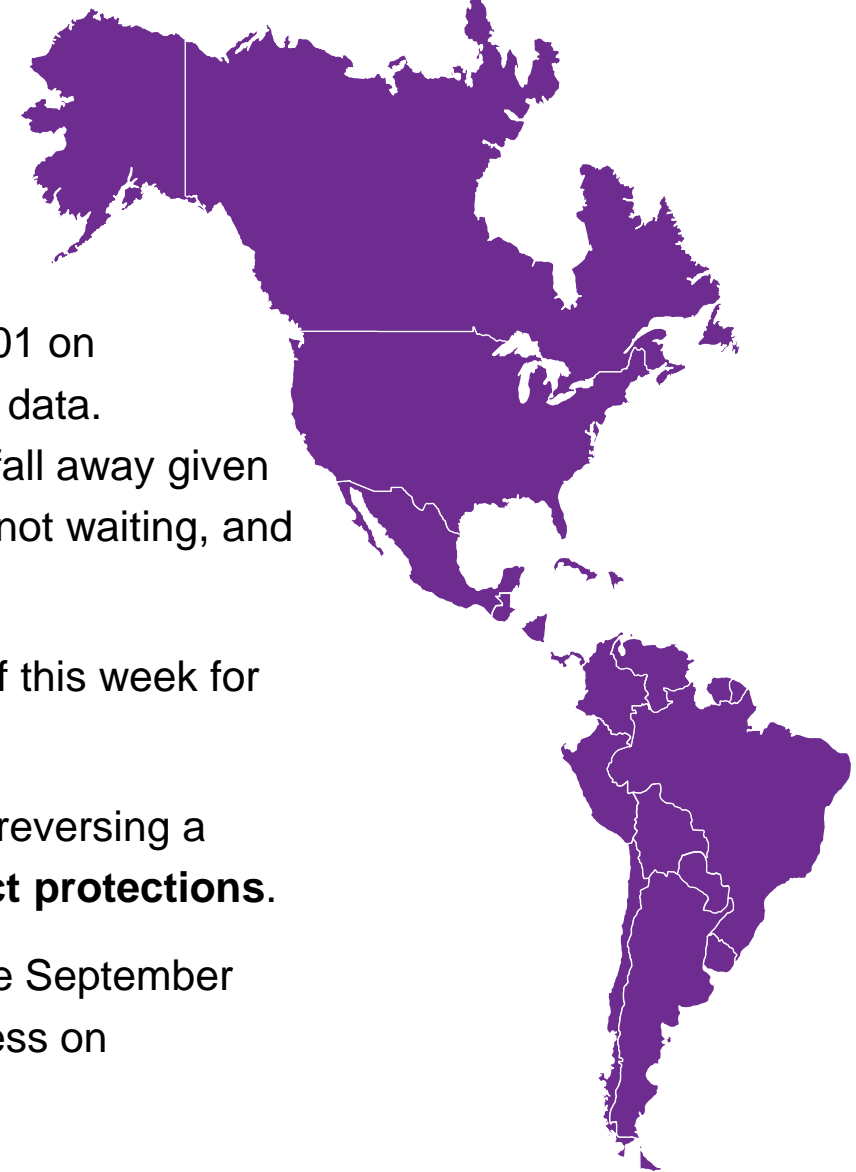 01 on
data.
fall away given
not waiting, and
f this week for
reversing a
ct protections.
e September
ess on